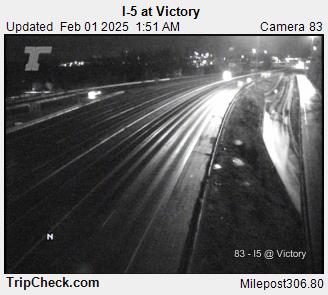 I-5 at Victory
Updated Feb 01 2025 1:51 AM Camera 83
T
N
83 - I5 @ Victory
TripCheck.com Milepost306.80